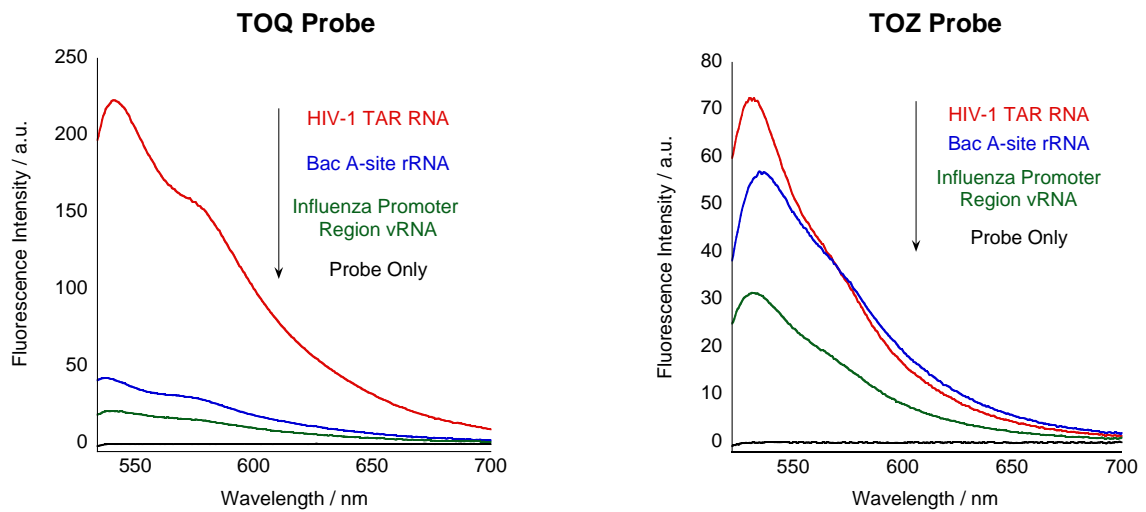 TOQ Probe
250
200
150
100
50
0
Fluorescence Intensity / a.u.
HIV-1 TAR RNA
Bac A-site rRNA
Influenza Promoter
Region vRNA
Probe Only
550
600
650
700
Wavelength / nm
TOZ Probe
80
70
60
50
40
30
20
10
0
Fluorescence Intensity / a.u.
HIV-1 TAR RNA
Bac A-site rRNA
Influenza Promoter
Region vRNA
Probe Only
550
600
650
700
Wavelength / nm